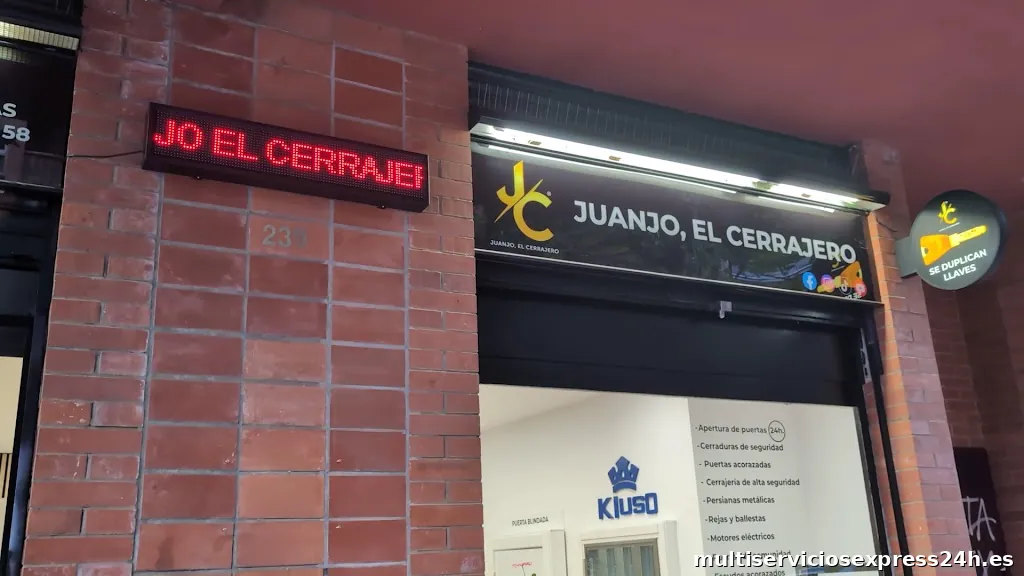 AS
58
JO EL CERRAJE
23
JC
JUANJO, EL CERRAJERO
JUANJO, EL CERRAJERO
JC
SE DUPLICAN
LLAVES
-Apertura de puertas 24h.
-Cerraduras de seguridad
- Puertas acorazadas
- Cerrajería de alta seguridad
-Persianas metálicas
-Rejas y ballestas
- Motores eléctricos
KIUSO
PUERTA BLINDADA
multiserviciosexpress24h.es